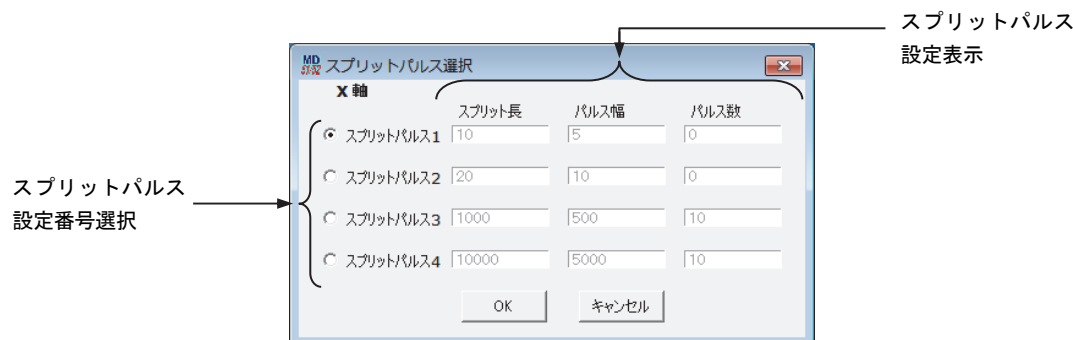 スプリットパルス
設定表示
MD
スプリットパルス選択
X 軸
スプリット長 パルス幅 パルス数
スプリットパルス1 10 5 0
スプリットパルス2 20 10 0
スプリットパルス3 1000 500 10
スプリットパルス4 10000 5000 10
スプリットパルス
設定番号選択
OK キャンセル